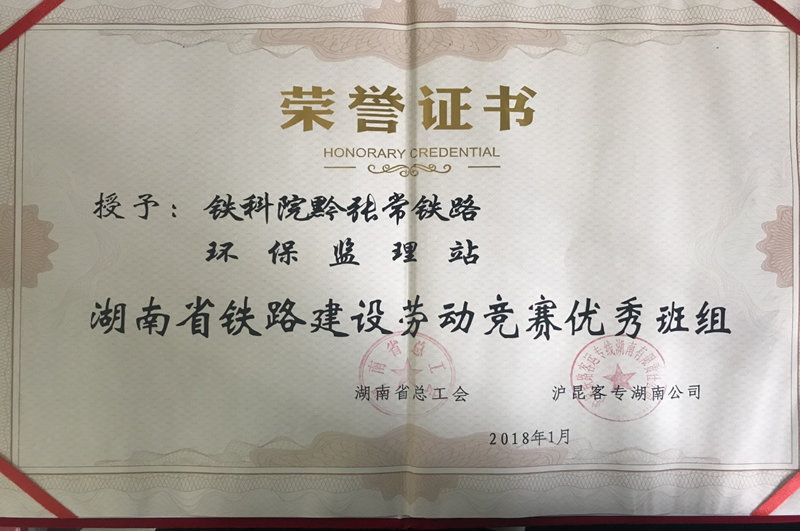 荣誉证书
HONORARY CREDENTIAL
授予：铁科院黔张常铁路
环保监理站
湖南省铁路建设劳动竞赛优秀班组
湖南省总工会 沪昆客专湖南公司
2018年1月